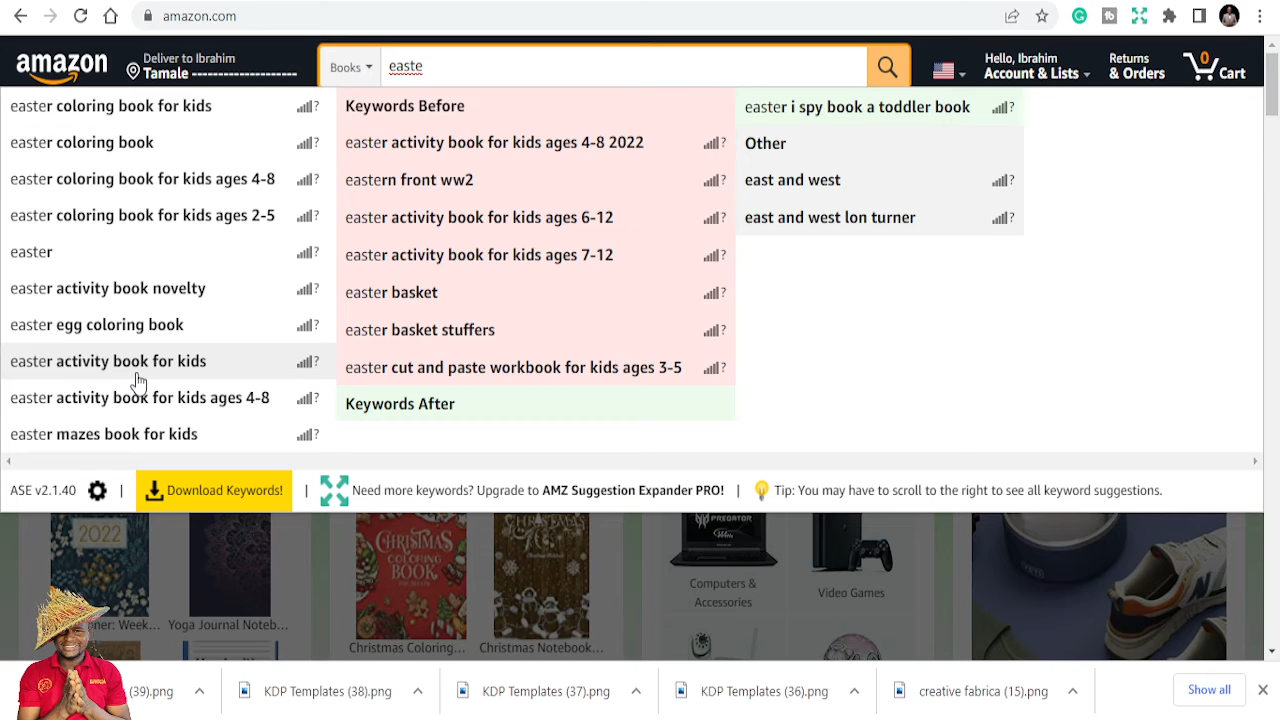 amazon.com
amazon
Deliver to Ibrahim
Tamale
Books
easte
Hello, Ibrahim
Account & Lists
Returns
& Orders
0
Cart
easter coloring book for kids
easter coloring book
easter coloring book for kids ages 4-8
easter coloring book for kids ages 2-5
easter
easter activity book novelty
easter egg coloring book
easter activity book for kids
easter activity book for kids ages 4-8
easter mazes book for kids
Keywords Before
easter activity book for kids ages 4-8 2022
eastern front ww2
easter activity book for kids ages 6-12
easter activity book for kids ages 7-12
easter basket
easter basket stuffers
easter cut and paste workbook for kids ages 3-5
Keywords After
easter i spy book a toddler book
Other
east and west
east and west lon turner
ASE v2.1.40 | Download Keywords! | Need more keywords? Upgrade to AMZ Suggestion Expander PRO! | Tip: You may have to scroll to the right to see all keyword suggestions.
2022
CHRISTMAS
COLORING
BOOK
CHRISTMAS
PREDATOR
YETI
Computers &
Accessories
Video Games
oner: Week...
Yoga Journal Noteb...
Christmas Coloring...
Christmas Notebook...
(39).png
KDP Templates (38).png
KDP Templates (37).png
KDP Templates (36).png
creative fabrica (15).png
Show all